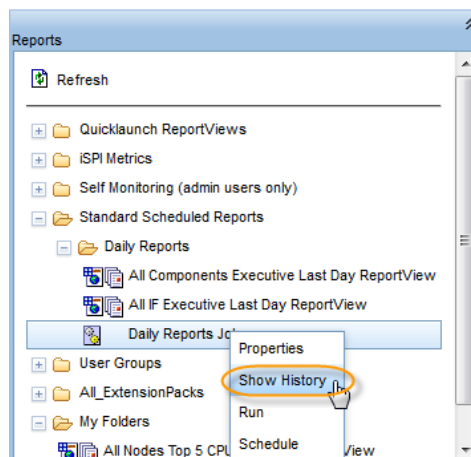 Reports
Refresh
Quicklaunch ReportViews
iSPI Metrics
Self Monitoring (admin users only)
Standard Scheduled Reports
Daily Reports
All Components Executive Last Day ReportView
All IF Executive Last Day ReportView
Daily Reports
Properties
User Groups
Show History
All_ExtensionPacks
Run
My Folders
Schedule
All Nodes Top 5